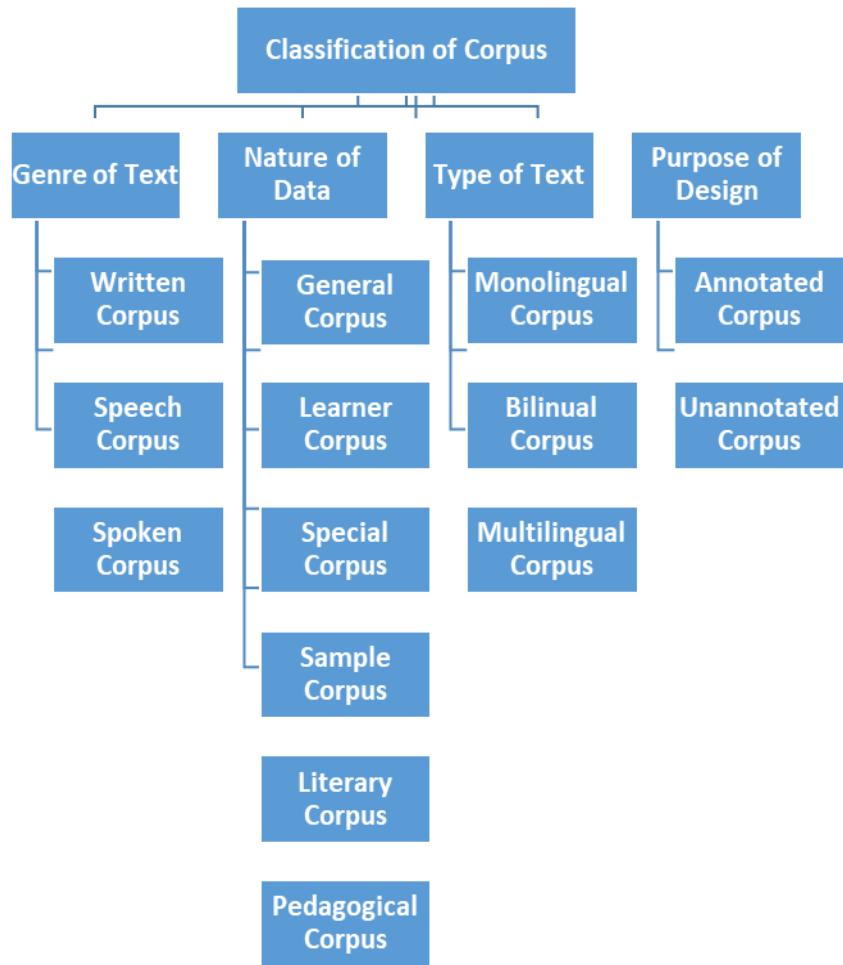 Classification of Corpus
Genre of Text
Nature of
Data
Type of Text
Purpose of
Design
Written
Corpus
Speech
Corpus
Spoken
Corpus
General
Corpus
Learner
Corpus
Special
Corpus
Sample
Corpus
Literary
Corpus
Pedagogical
Corpus
Monolingual
Corpus
Bilinual
Corpus
Multilingual
Corpus
Annotated
Corpus
Unannotated
Corpus